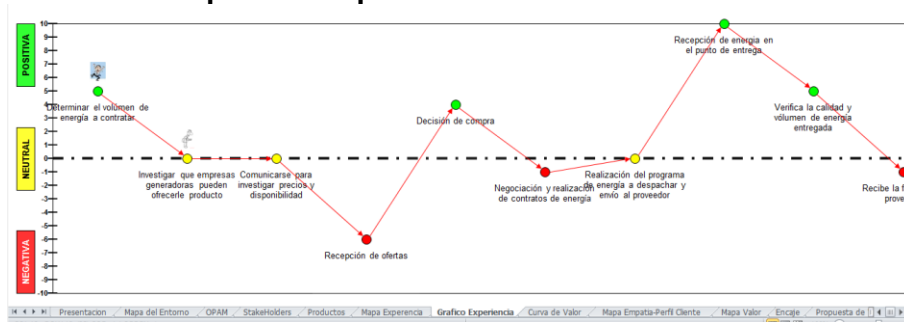 10
9
8
7
6
5
4
3
2
1
0
-1
-2
-3
-4
-5
-6
-7
-8
-9
-10
POSITIVA
NEUTRAL
NEGATIVA
Determinar el volumen de
energía a contratar
Investigar que empresas
generadoras pueden
ofrecerle producto
Comunicarse para
investigar precios y
disponibilidad
Recepción de ofertas
Decisión de compra
Negociación y realización
de contratos de energía
Realización del programa
de energía a despachar y
envío al proveedor
Recepción de energia en
el punto de entrega
Verifica la calidad y
vólumen de energía
entregada
Recibe la f
prove
Presentacion
Mapa del Entorno
OPAM
StakeHolders
Productos
Mapa Experencia
Grafico Experiencia
Curva de Valor
Mapa Empatia-Perfil Cliente
Mapa Valor
Encaje
Propuesta de